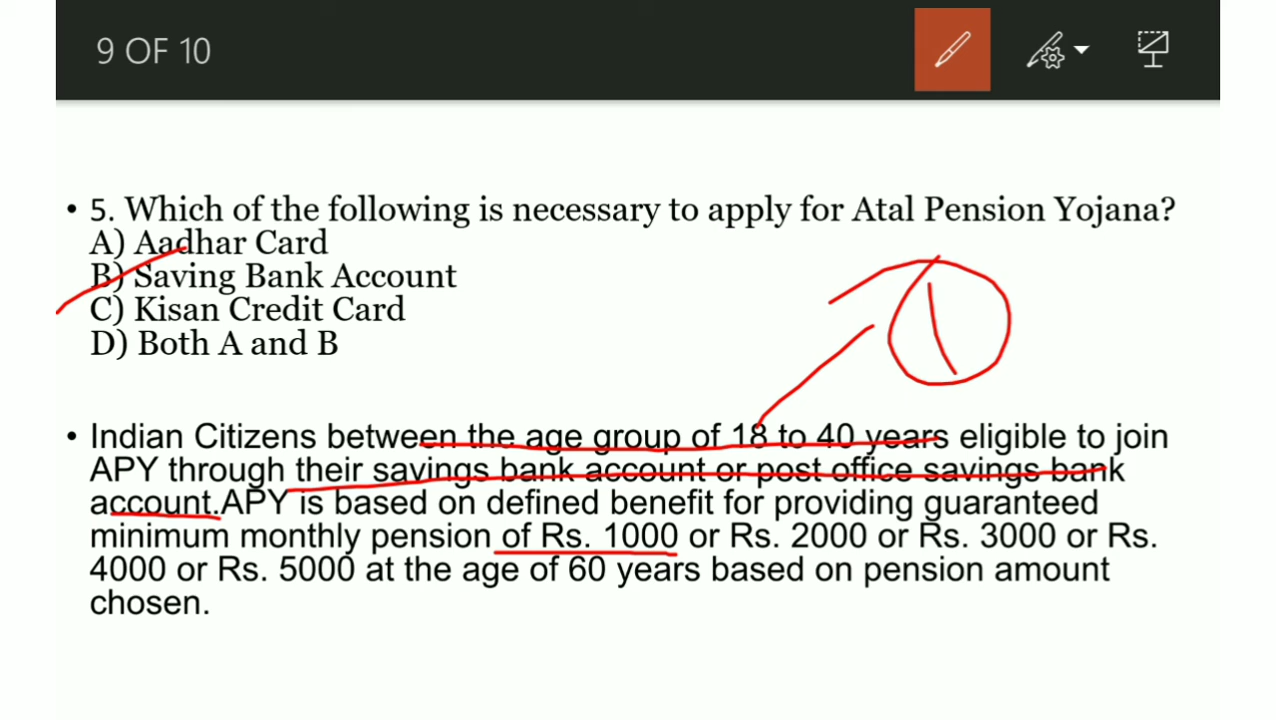 9 OF 10
• 5. Which of the following is necessary to apply for Atal Pension Yojana?
A) Aadhar Card
B) Saving Bank Account
C) Kisan Credit Card
D) Both A and B
• Indian Citizens between the age group of 18 to 40 years eligible to join
APY through their savings bank account or post office savings bank
account.APY is based on defined benefit for providing guaranteed
minimum monthly pension of Rs. 1000 or Rs. 2000 or Rs. 3000 or Rs.
4000 or Rs. 5000 at the age of 60 years based on pension amount
chosen.